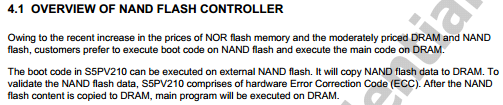 4.1 OVERVIEW OF NAND FLASH CONTROLLER
Owing to the recent increase in the prices of NOR flash memory and the moderately priced DRAM and NAND
flash, customers prefer to execute boot code on NAND flash and execute the main code on DRAM.
The boot code in S5PV210 can be executed on external NAND flash. It will copy NAND flash data to DRAM. To
validate the NAND flash data, S5PV210 comprises of hardware Error Correction Code (ECC). After the NAND
flash content is copied to DRAM, main program will be executed on DRAM.